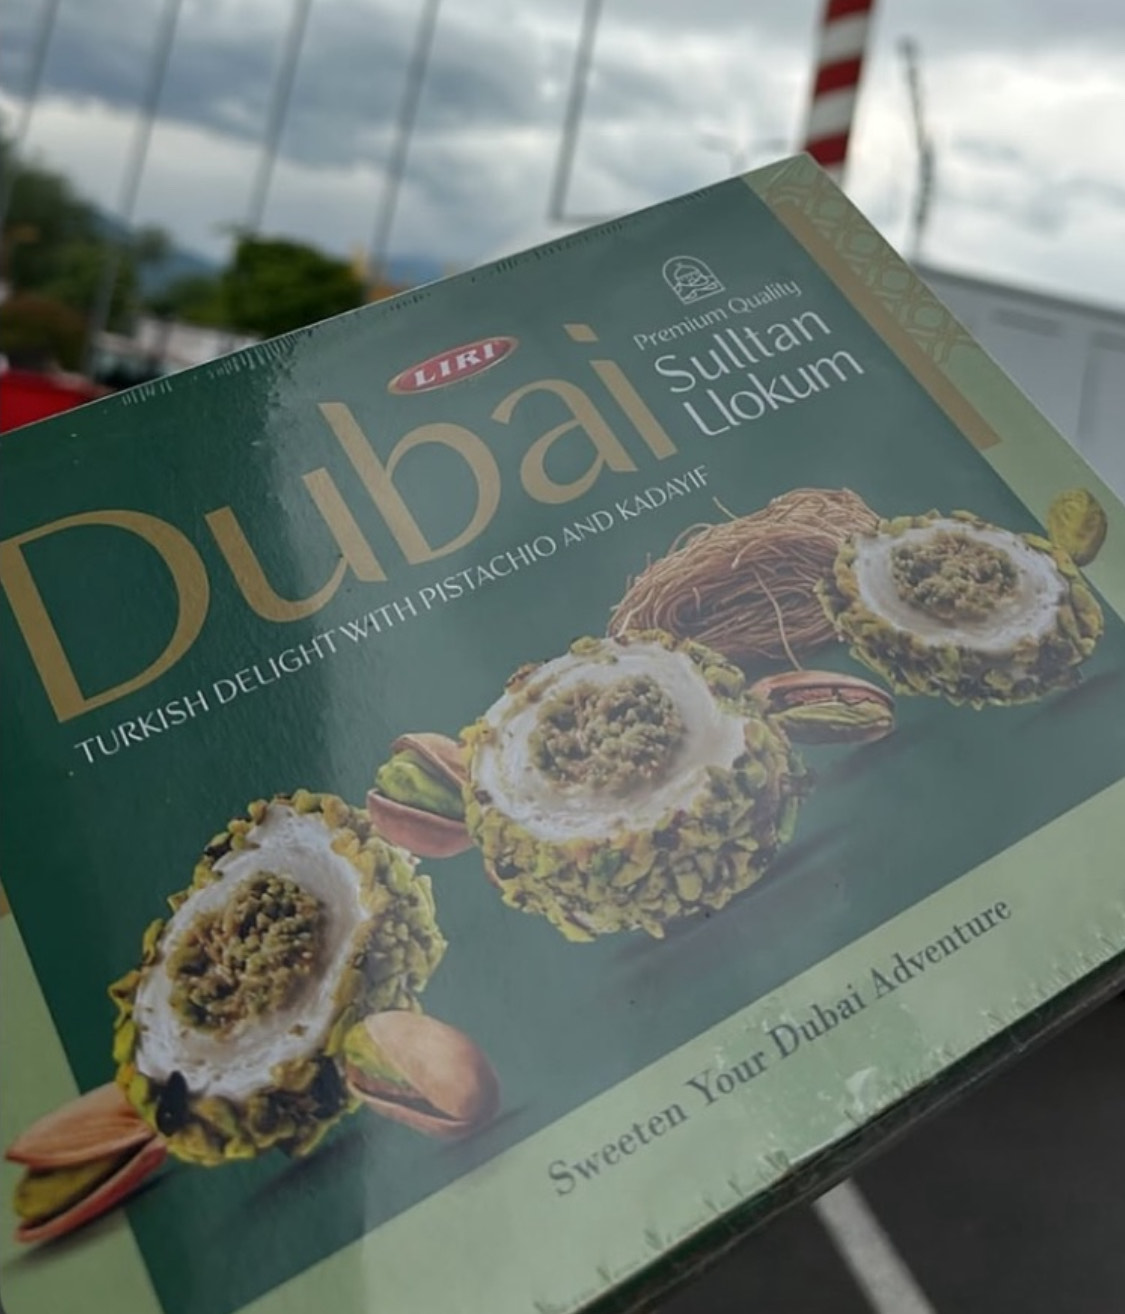 LIRI
Dubai
Premium Quality
Sulltan
Llokum
TURKISH DELIGHT WITH PISTACHIO AND KADAYIF
Sweeten Your Dubai Adventure